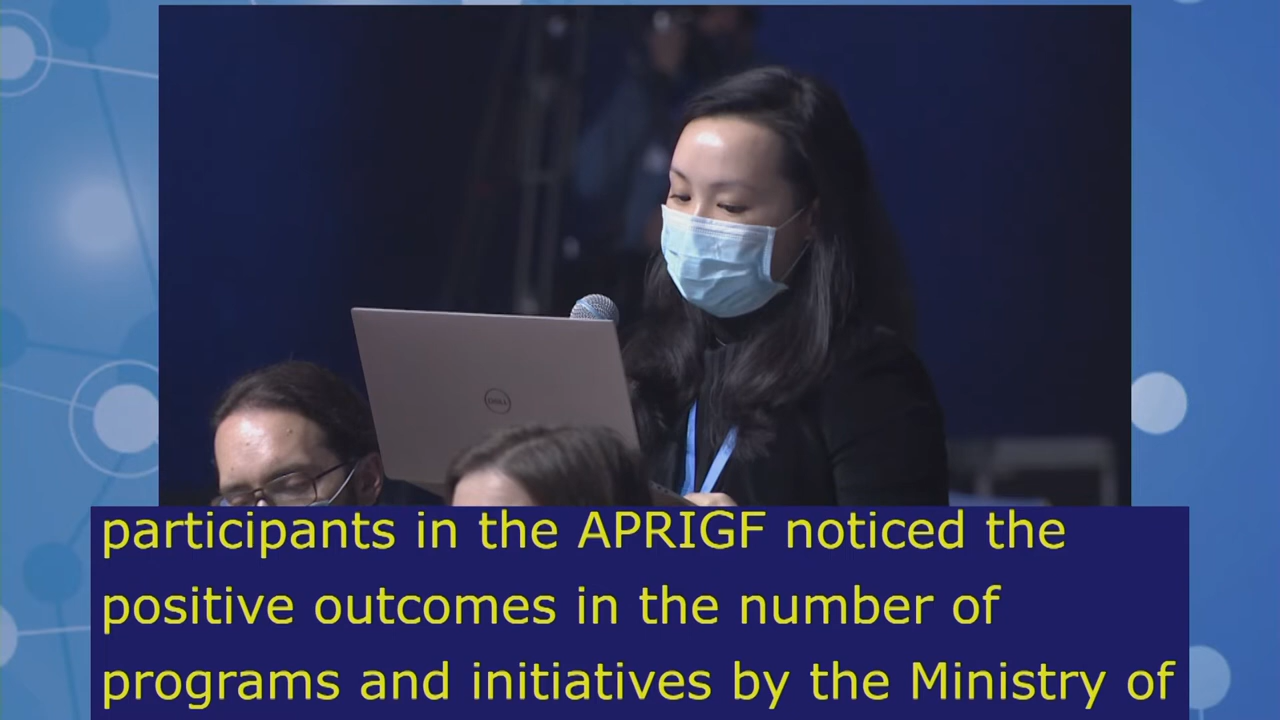 DELL
participants in the APRIGF noticed the
positive outcomes in the number of
programs and initiatives by the Ministry of